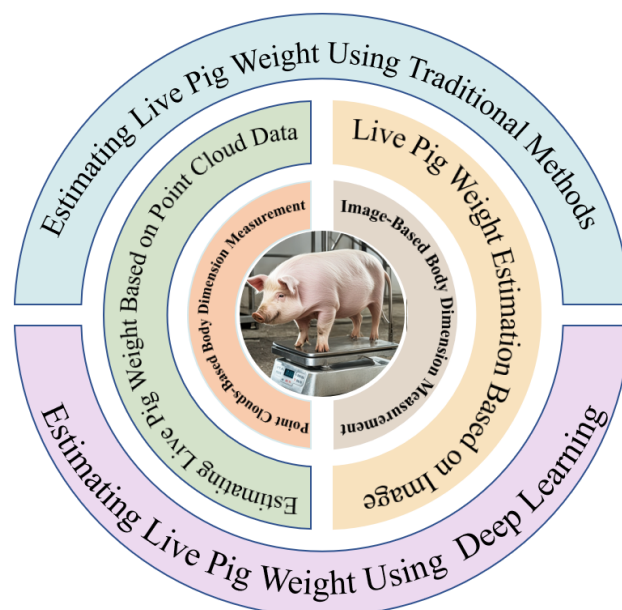 Estimating Live Pig Weight Using Traditional Methods
Estimating Live Pig Weight Based on Point Cloud Data
Live Pig Weight Estimation Based on Image
Point Clouds-Based Body Dimension Measurement
Image-Based Body Dimension Measurement
Estimating Live Pig Weight Using Deep Learning